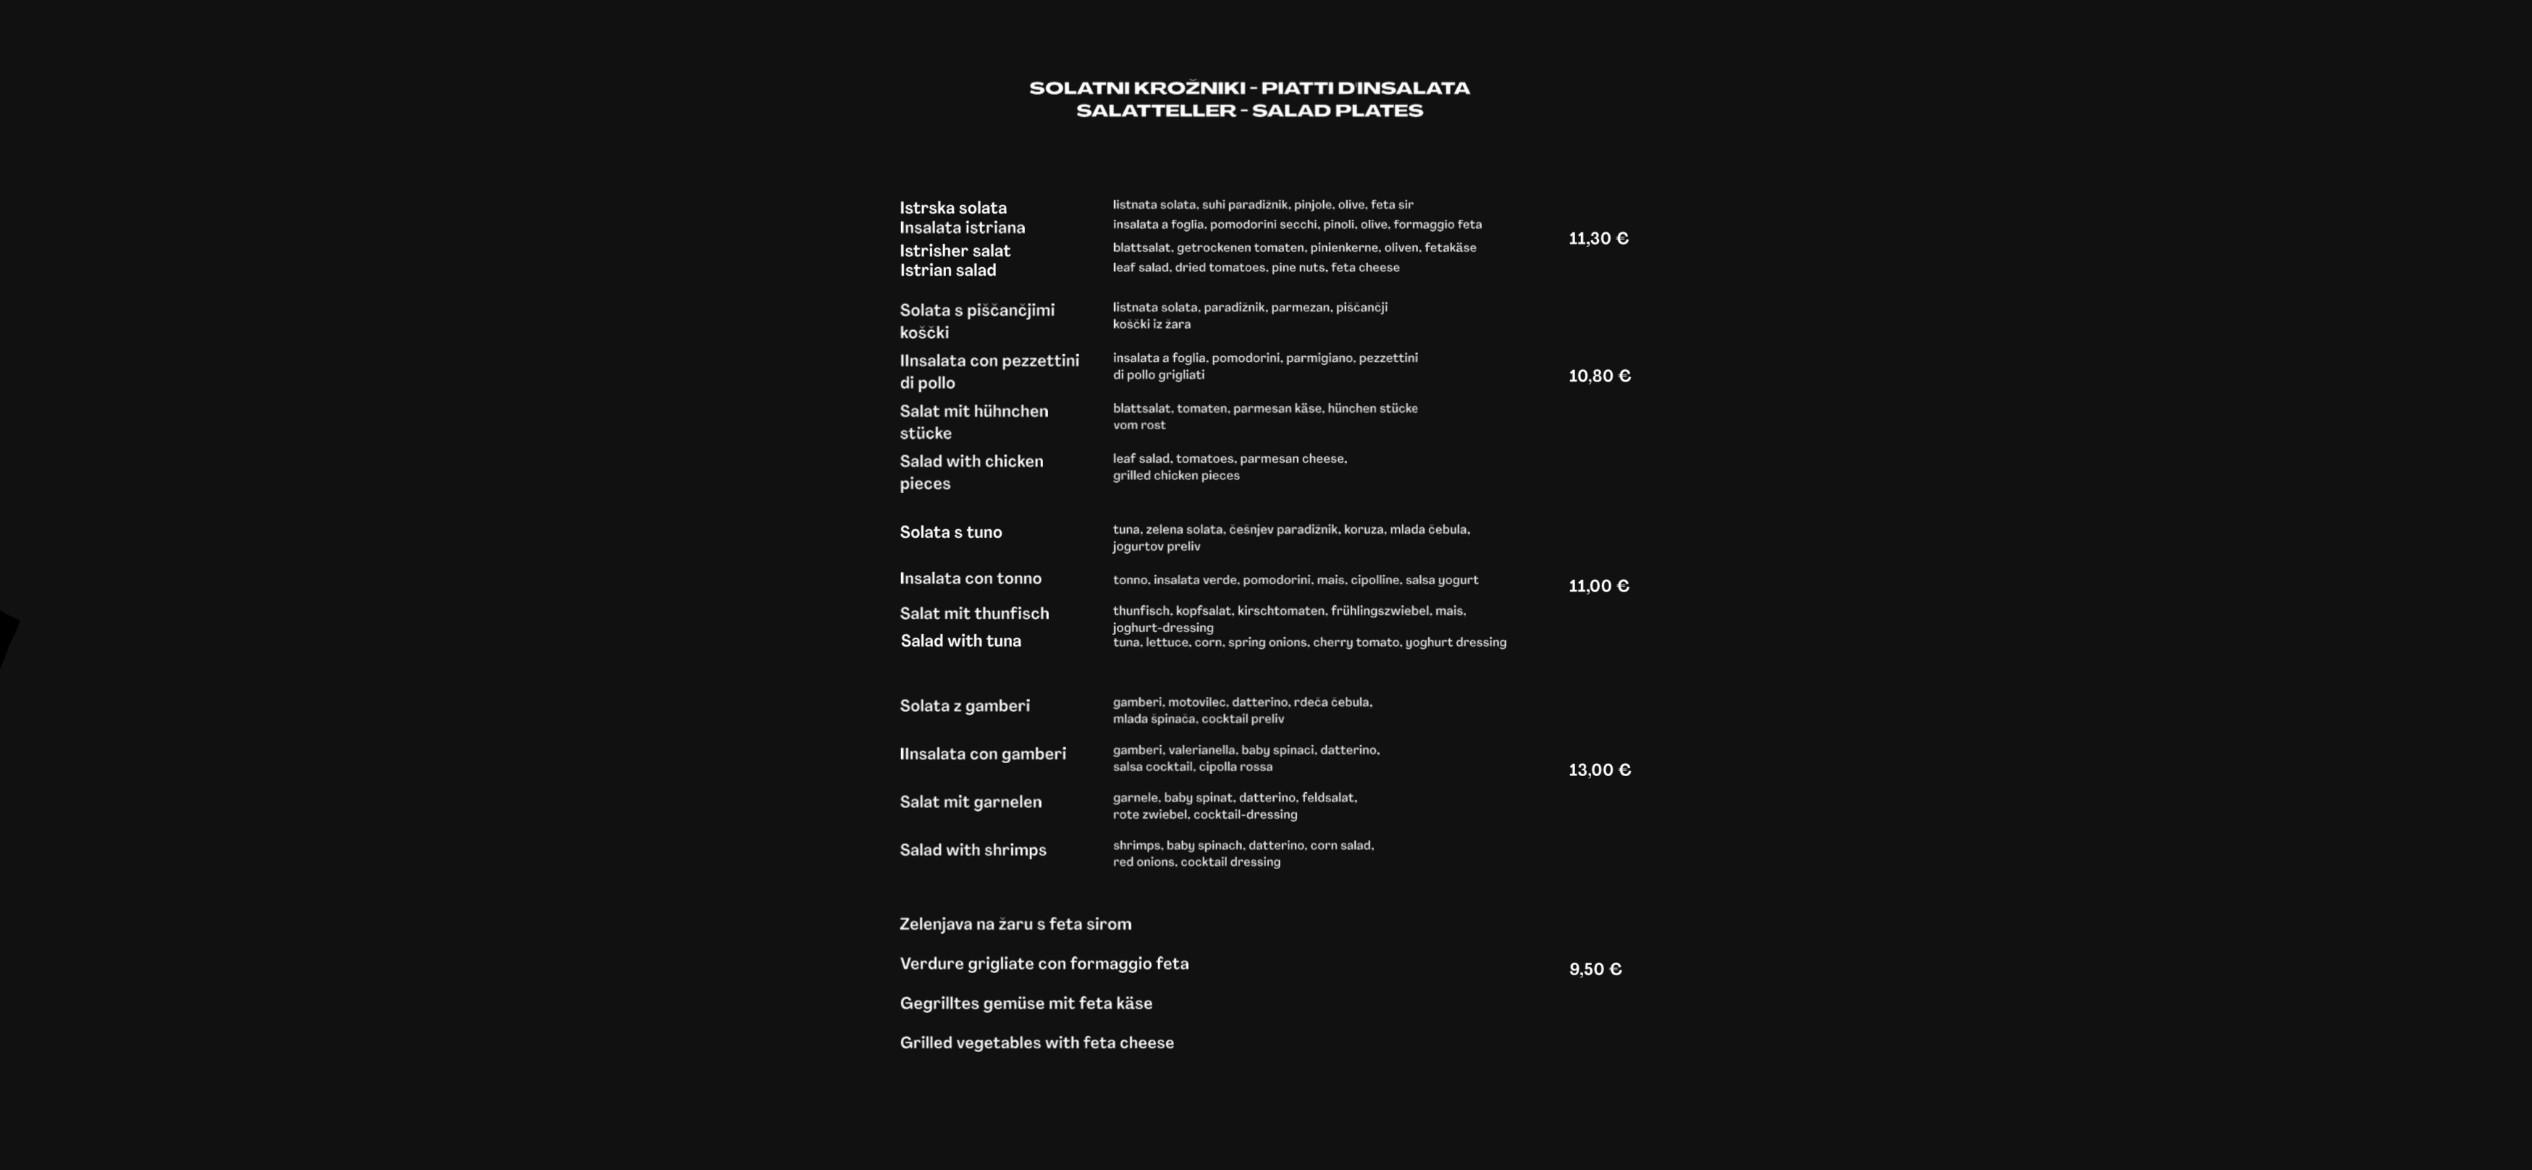 SOLATNI KROŽNIKI - PIATTI D'INSALATA
SALATTELLER - SALAD PLATES
Istrska solata
listnata solata, suhi paradižnik, pinjole, olive, feta sir
Insalata istriana
insalata a foglia, pomodorini secchi, pinoli, olive, formaggio feta
11,30 €
Istrisher salat
blattsalat, getrockenen tomaten, pinienkerne, oliven, fetakäse
Istrian salad
leaf salad, dried tomatoes, pine nuts, feta cheese
Solata s piščančjimi
koščki
listnata solata, paradižnik, parmezan, piščančji
koščki iz žara
IInsalata con pezzettini
di pollo
insalata a foglia, pomodorini, parmigiano, pezzettini
di pollo grigliati
10,80 €
Salat mit hühnchen
stücke
blattsalat, tomaten, parmesan käse, hünchen stücke
vom rost
Salad with chicken
pieces
leaf salad, tomatoes, parmesan cheese,
grilled chicken pieces
Solata s tuno
tuna, zelena solata, češnjev paradižnik, koruza, mlada čebula,
jogurtov preliv
Insalata con tonno
tonno, insalata verde, pomodorini, mais, cipolline, salsa yogurt
11,00 €
Salat mit thunfisch
thunfisch, kopfsalat, kirschtomaten, frühlingszwiebel, mais,
joghurt-dressing
Salad with tuna
tuna, lettuce, corn, spring onions, cherry tomato, yoghurt dressing
Solata z gamberi
gamberi, motovilec, datterino, rdeča čebula,
mlada špinača, cocktail preliv
IInsalata con gamberi
gamberi, valerianella, baby spinaci, datterino,
salsa cocktail, cipolla rossa
13,00 €
Salat mit garnelen
garnele, baby spinat, datterino, feldsalat,
rote zwiebel, cocktail-dressing
Salad with shrimps
shrimps, baby spinach, datterino, corn salad,
red onions, cocktail dressing
Zelenjava na žaru s feta sirom
Verdure grigliate con formaggio feta
9,50 €
Gegrilltes gemüse mit feta käse
Grilled vegetables with feta cheese